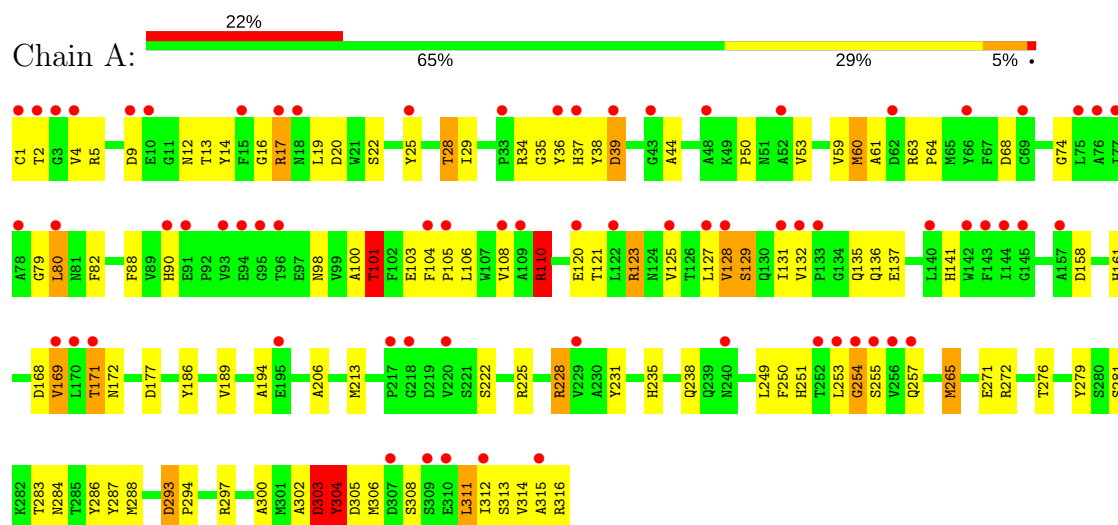 22%
Chain A:
65% 29% 5% •
C1 T2 G3 V4 R5 D9 E10 G11 N12 T13 Y14 F15 G16 R17 N18 L19 D20 W21 S22 Y25 T28 I29 P33 R34 G35 Y36 H37 Y38 D39 G43 A44 A48 K49 P50 N51 A52 V53 V59 M60 A61 D62 R63 P64 M65 Y66 F67 D68 C69 G74 L75 A76 I77
A78 G79 L80 N81 F82 F88 V89 H90 E91 P92 V93 E94 G95 T96 E97 N98 V99 A100 T101 F102 E103 F104 P105 L106 W107 V108 A109 R110 E120 T121 L122 R123 N124 V125 T126 L127 V128 S129 Q130 T131 V132 P133 G134 Q135 Q136 E137 L140 H141 W142 F143 I144 G145 A157 D158 H161
D168 V169 L170 T171 N172 D177 Y186 V189 A194 E195 A206 M213 P217 G218 D219 V220 S221 S222 R225 R228 V229 A230 Y231 H235 Q238 Q239 N240 L249 F250 H251 T252 L253 G254 S255 V256 Q257 M265 E271 R272 T276 Y279 S280 S281
K282 T283 N284 T285 Y286 Y287 M288 D293 P294 R297 A300 M301 A302 D303 Y304 D305 M306 D307 S308 S309 E310 L311 I312 S313 V314 A315 R316